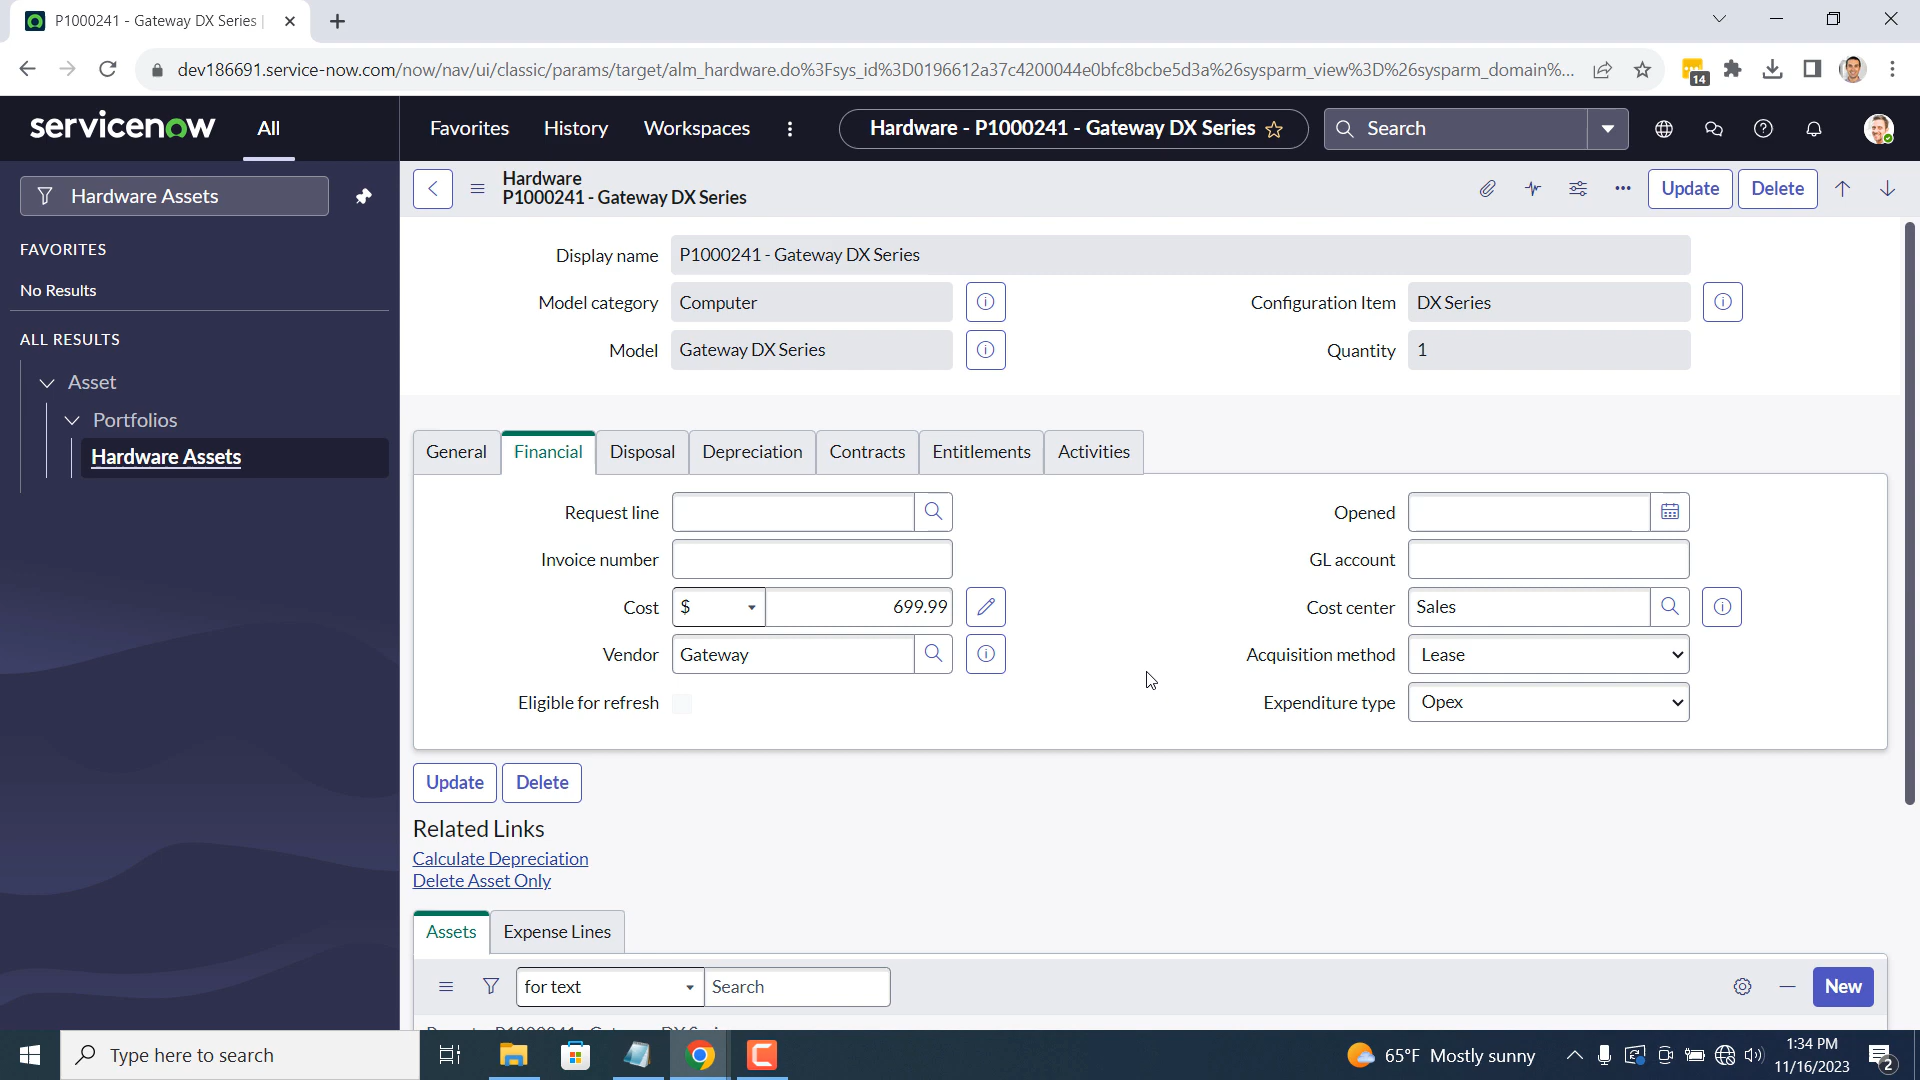 P1000241 - Gateway DX Series |
dev186691.service-now.com/now/nav/ui/classic/params/target/alm_hardware.do%3Fsys_id%3D0196612a37c4200044e0bfc8bcbe5d3a%26sysparm_view%3D%26sysparm_domain%...
14
servicenow
All
Favorites
History
Workspaces
Hardware - P1000241 - Gateway DX Series
Search
Hardware Assets
FAVORITES
No Results
ALL RESULTS
Asset
Portfolios
Hardware Assets
Hardware
P1000241 - Gateway DX Series
Update
Delete
Display name P1000241 - Gateway DX Series
Model category Computer
Configuration Item DX Series
Model Gateway DX Series
Quantity 1
General
Financial
Disposal
Depreciation
Contracts
Entitlements
Activities
Request line
Opened
Invoice number
GL account
Cost $ 699.99
Cost center Sales
Vendor Gateway
Acquisition method Lease
Eligible for refresh
Expenditure type Opex
Update
Delete
Related Links
Calculate Depreciation
Delete Asset Only
Assets
Expense Lines
for text
Search
New
Type here to search
65°F Mostly sunny
1:34 PM
11/16/2023
2